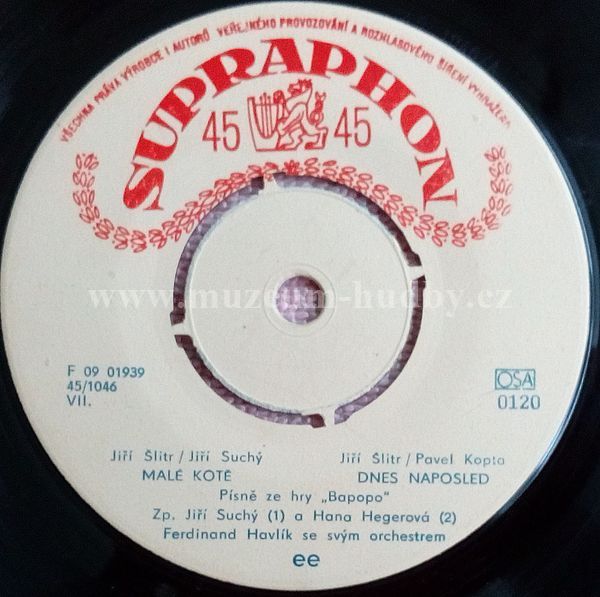 VŠECHNA PRÁVA VÝROBCE I AUTORŮ VEŘEJNÉHO PROVOZOVÁNÍ A ROZHLASOVÉHO ŠÍŘENÍ VYHRAŽENA
SUPRAPHON
45 45
www.muzeum-hudby.cz
F 09 01939
45/1046
VII.
OSA
0120
Jiří Šlitr/Jiří Suchý
MALÉ KOTĚ
Jiří Šlitr/Pavel Kopta
DNES NAPOSLED
Písně ze hry „Bapopo"
Zp. Jiří Suchý (1) a Hana Hegerová (2)
Ferdinand Havlík se svým orchestrem
ee